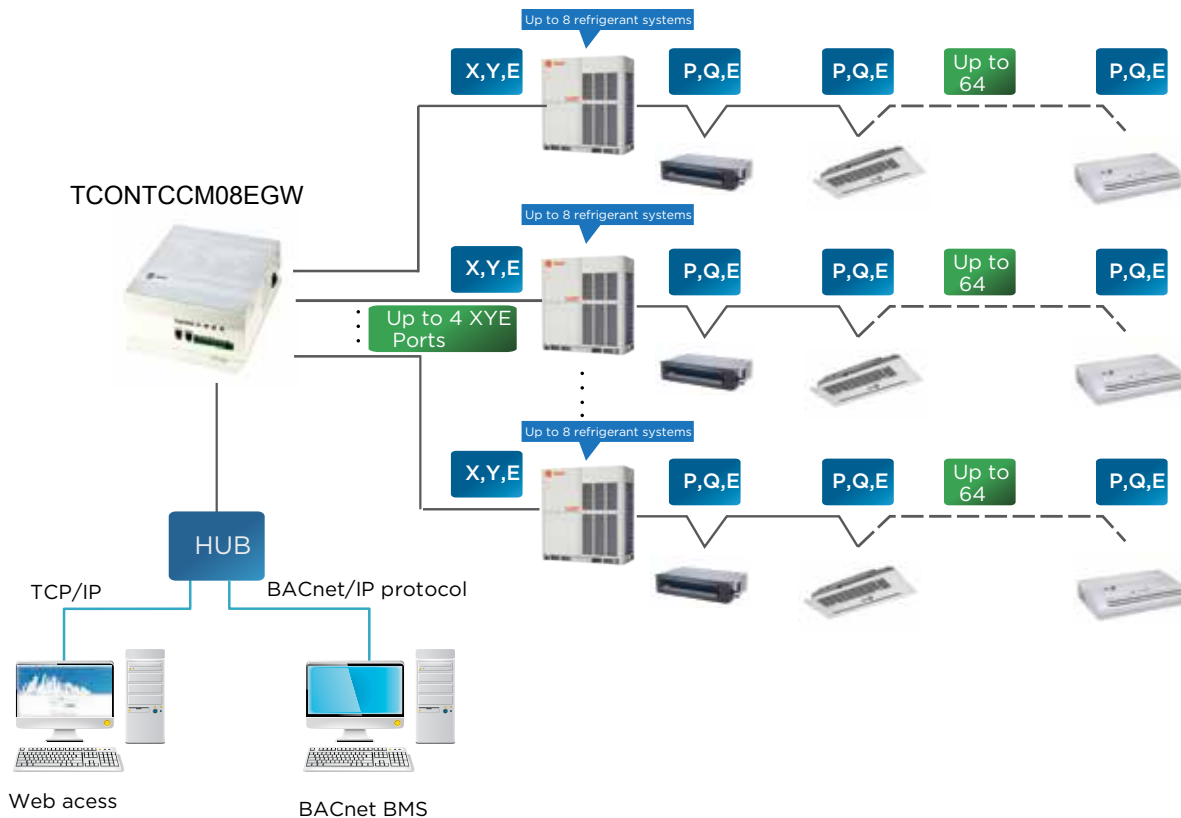 Up to 8 refrigerant systems
X,Y,E
P,Q,E
P,Q,E
Up to
64
P,Q,E
TCONTCCM08EGW
Up to 8 refrigerant systems
X,Y,E
P,Q,E
P,Q,E
Up to
64
P,Q,E
Up to 4 XYE
Ports
Up to 8 refrigerant systems
X,Y,E
P,Q,E
P,Q,E
Up to
64
P,Q,E
HUB
TCP/IP
BACnet/IP protocol
Web acess
BACnet BMS